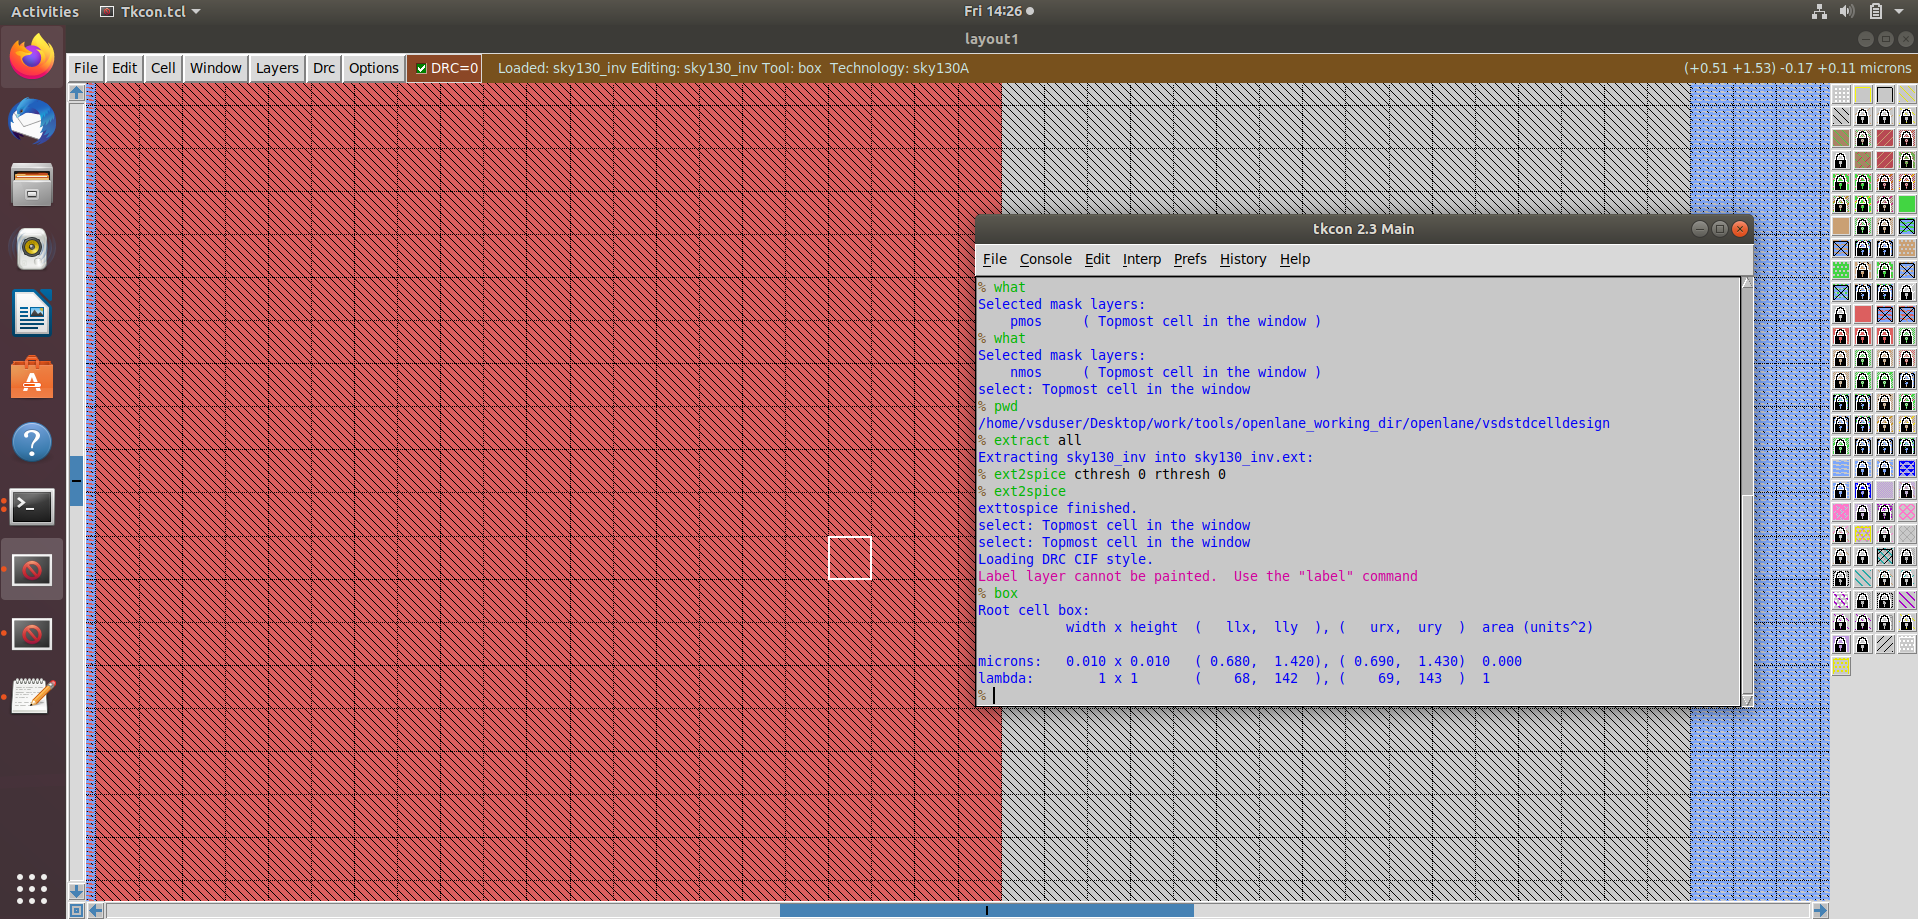 Activities Tkcon.tcl Fri 14:26
layout1
File Edit Cell Window Layers Drc Options DRC=0 Loaded: sky130_inv Editing: sky130_inv Tool: box Technology: sky130A (+0.51 +1.53) -0.17 +0.11 microns
tkcon 2.3 Main
File Console Edit Interp Prefs History Help
% what
Selected mask layers:
pmos ( Topmost cell in the window )
% what
Selected mask layers:
nmos ( Topmost cell in the window )
select: Topmost cell in the window
% pwd
/home/vsduser/Desktop/work/tools/openlane_working_dir/openlane/vsdstdcelldesign
% extract all
Extracting sky130_inv into sky130_inv.ext:
% ext2spice cthresh 0 rthresh 0
% ext2spice
exttospice finished.
select: Topmost cell in the window
select: Topmost cell in the window
Loading DRC CIF style.
Label layer cannot be painted. Use the "label" command
% box
Root cell box:
width x height ( llx, lly ), ( urx, ury ) area (units^2)
microns: 0.010 x 0.010 ( 0.680, 1.420), ( 0.690, 1.430) 0.000
lambda: 1 x 1 ( 68, 142 ), ( 69, 143 ) 1
%